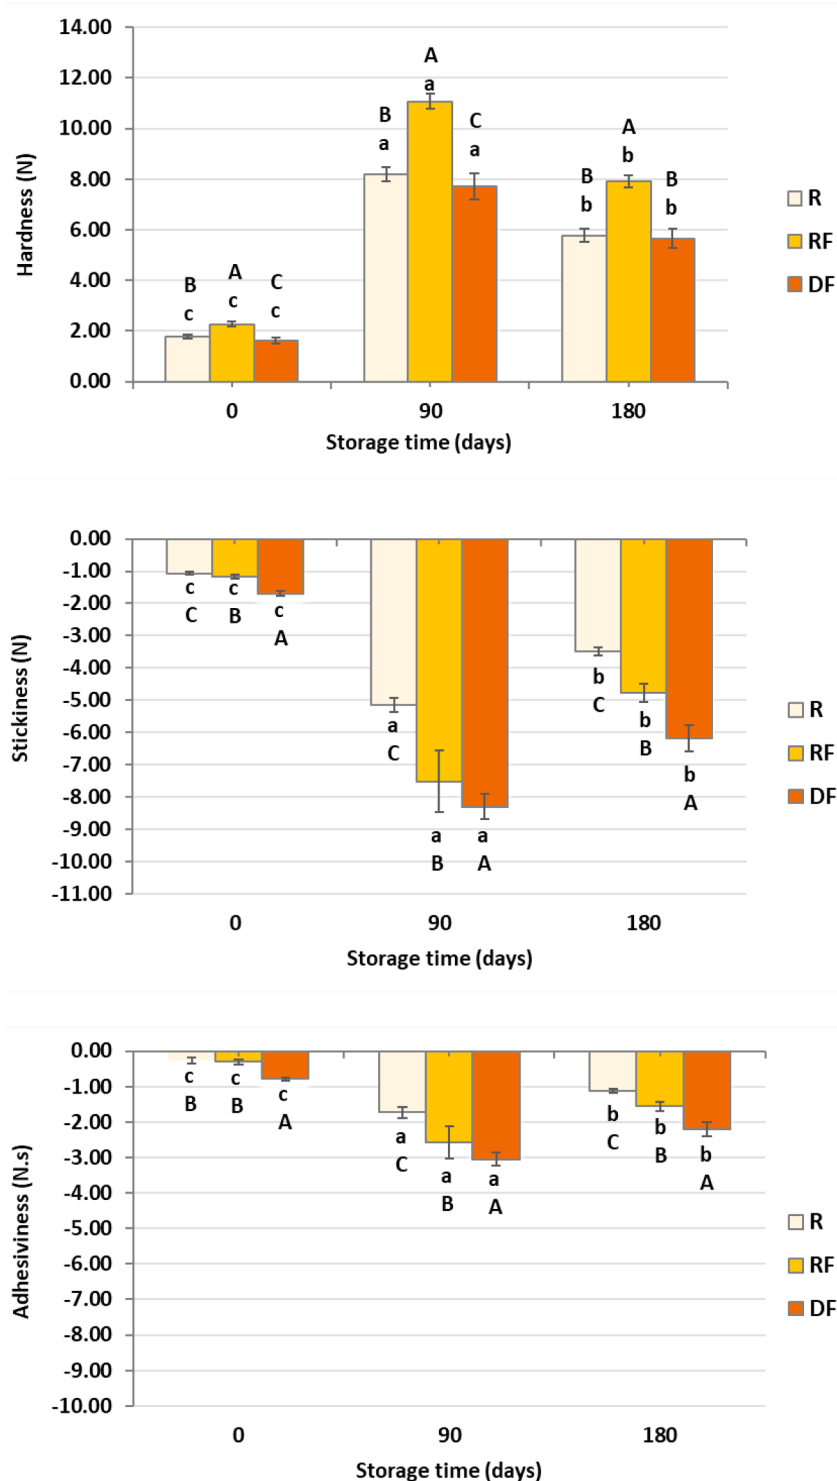 14.00
12.00
10.00
8.00
6.00
4.00
2.00
0.00
Hardness (N)
B
c
A
c
C
c
B
a
A
a
C
a
B
b
A
b
B
b
R
RF
DF
0 90 180
Storage time (days)
0.00
-1.00
-2.00
-3.00
-4.00
-5.00
-6.00
-7.00
-8.00
-9.00
-10.00
-11.00
Stickiness (N)
c
C
c
B
c
A
a
C
a
B
a
A
b
C
b
B
b
A
R
RF
DF
0 90 180
Storage time (days)
0.00
-1.00
-2.00
-3.00
-4.00
-5.00
-6.00
-7.00
-8.00
-9.00
-10.00
Adhesiviness (N.s)
c
B
c
B
c
A
a
C
a
B
a
A
b
C
b
B
b
A
R
RF
DF
0 90 180
Storage time (days)